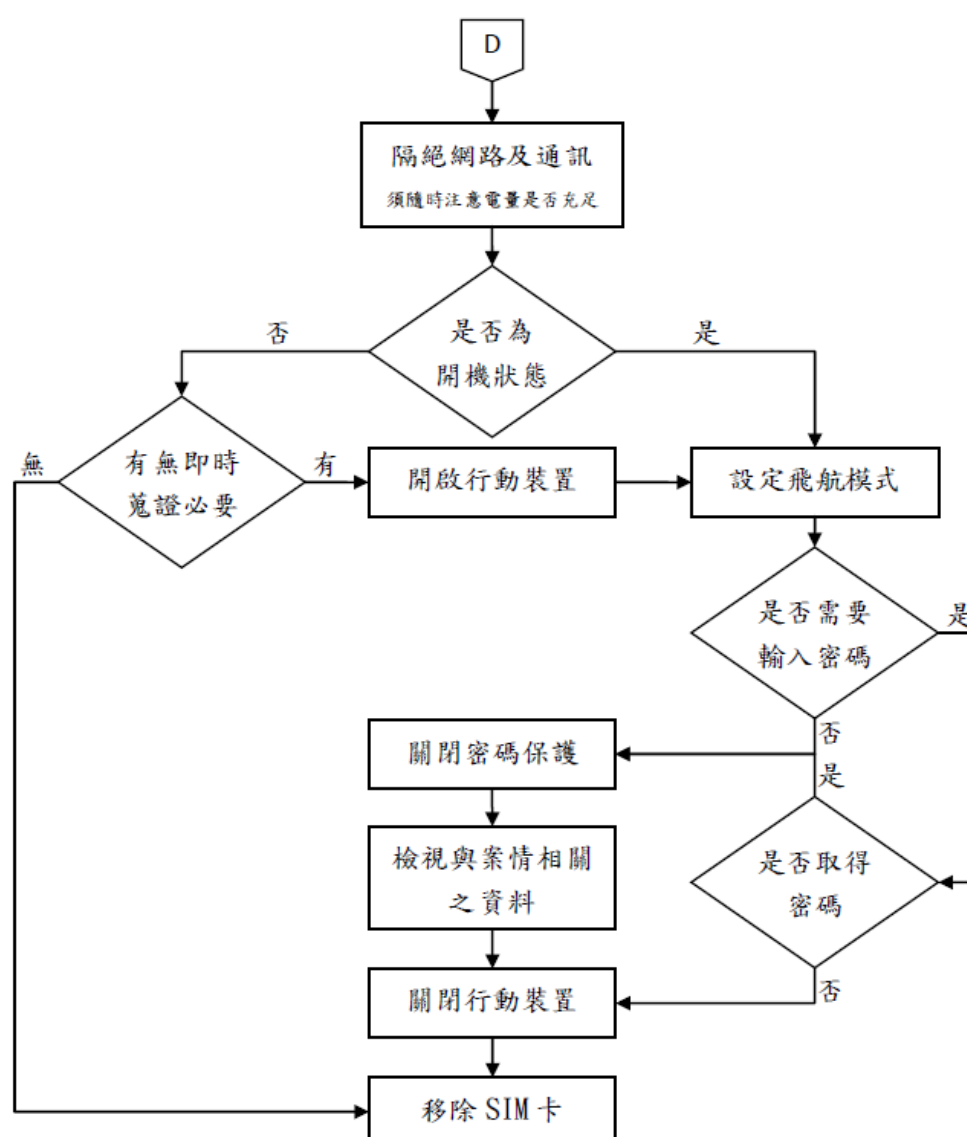 D
隔絕網路及通訊
須隨時注意電量是否充足
是否為
開機狀態
否
是
有無即時
蒐證必要
無
有
開啟行動裝置
設定飛航模式
是否需要
輸入密碼
是
否
關閉密碼保護
是
檢視與案情相關
之資料
是否取得
密碼
關閉行動裝置
否
移除 SIM 卡